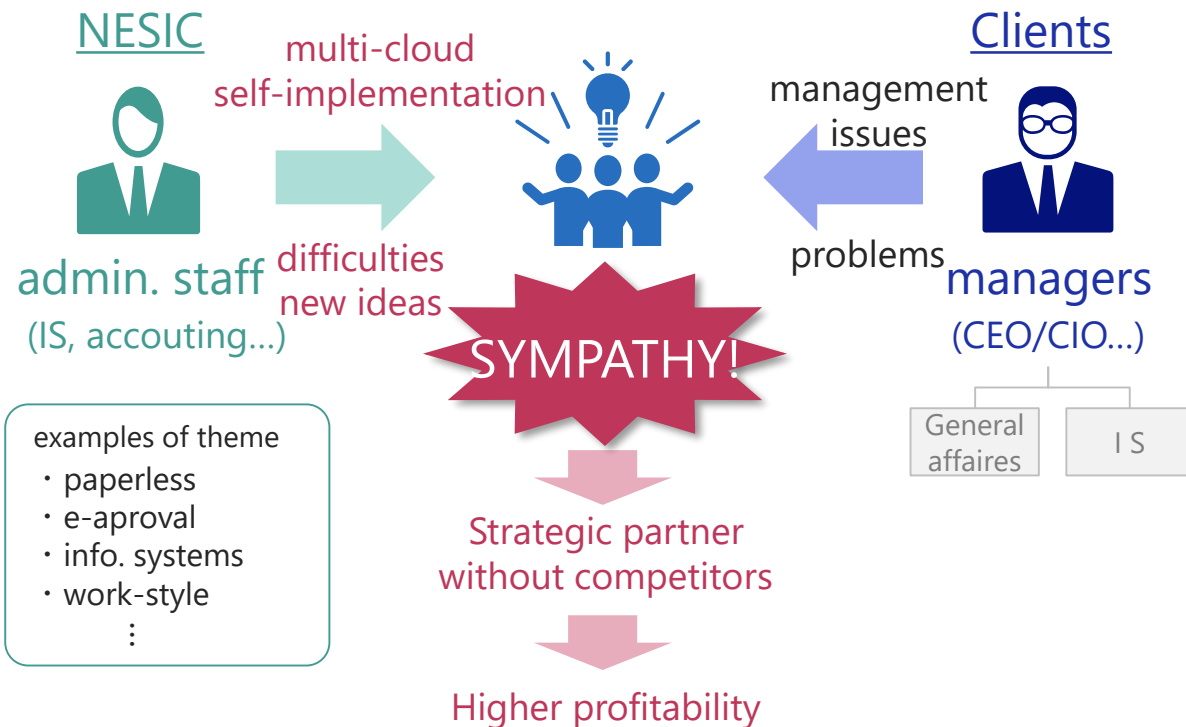 NESIC
multi-cloud
self-implementation
difficulties
new ideas
admin. staff
(IS, accouting...)
Clients
management
issues
problems
managers
(CEO/CIO...)
General
affaires
I S
SYMPATHY!
examples of theme
・paperless
・e-aproval
・info. systems
・work-style
⋮
Strategic partner
without competitors
Higher profitability